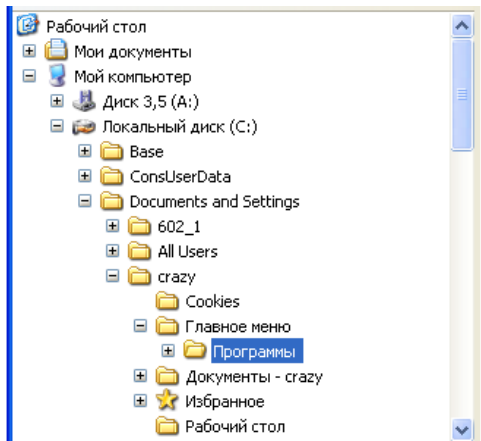 Рабочий стол
Мои документы
Мой компьютер
Диск 3,5 (A:)
Локальный диск (C:)
Base
ConsUserData
Documents and Settings
602_1
All Users
crazy
Cookies
Главное меню
Программы
Документы - crazy
Избранное
Рабочий стол